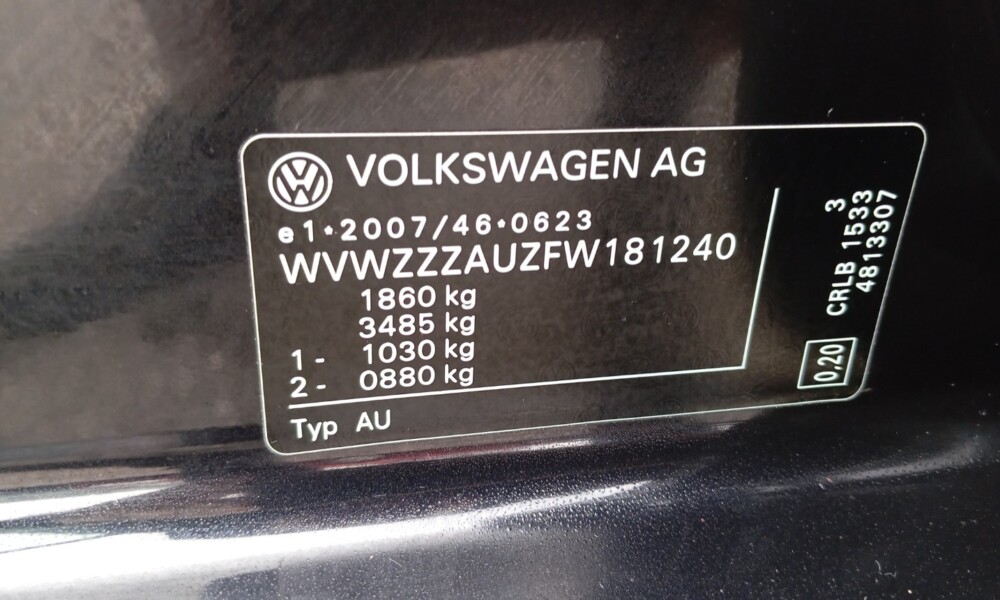 VOLKSWAGEN AG
e1*2007/46*0623
WVWZZZAUZFW181240
1860 kg
3485 kg
1 - 1030 kg
2 - 0880 kg
Typ AU
3
CRLB 1533
4813307
0,20